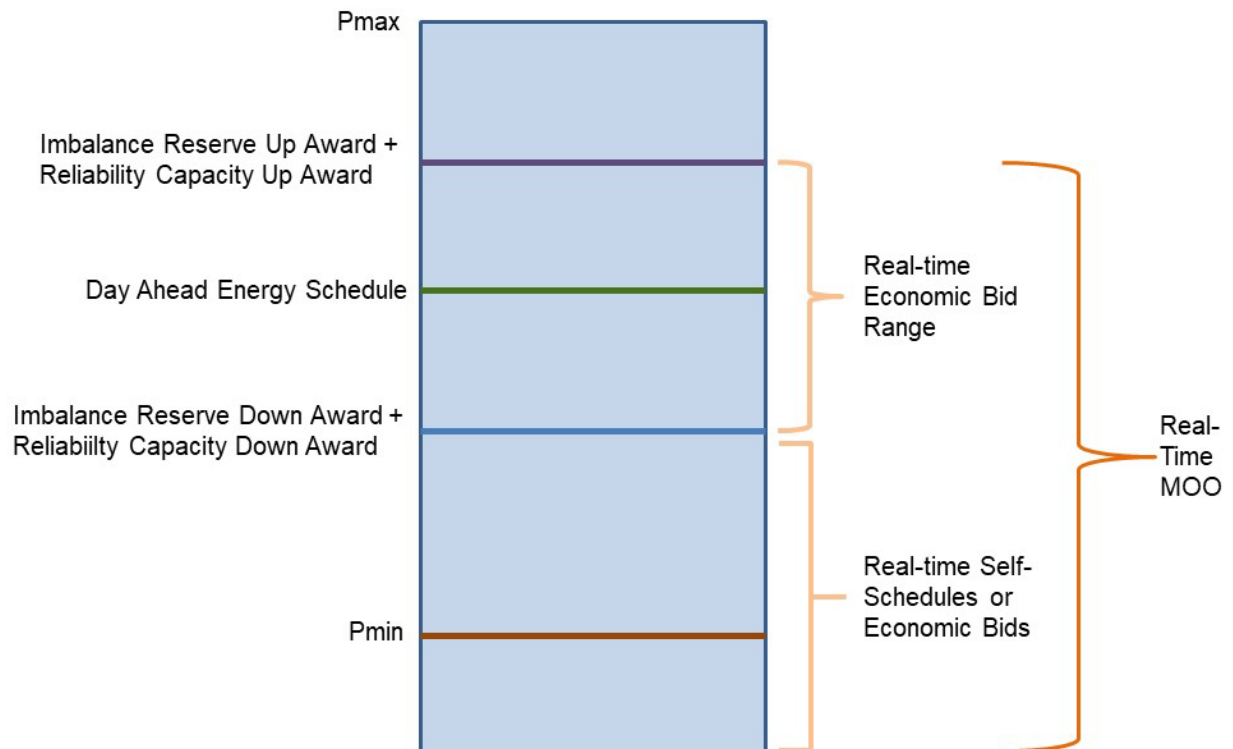 Pmax
Imbalance Reserve Up Award +
Reliability Capacity Up Award
Day Ahead Energy Schedule
Imbalance Reserve Down Award +
Reliabiilty Capacity Down Award
Pmin
Real-time
Economic Bid
Range
Real-time Self-
Schedules or
Economic Bids
Real-
Time
MOO